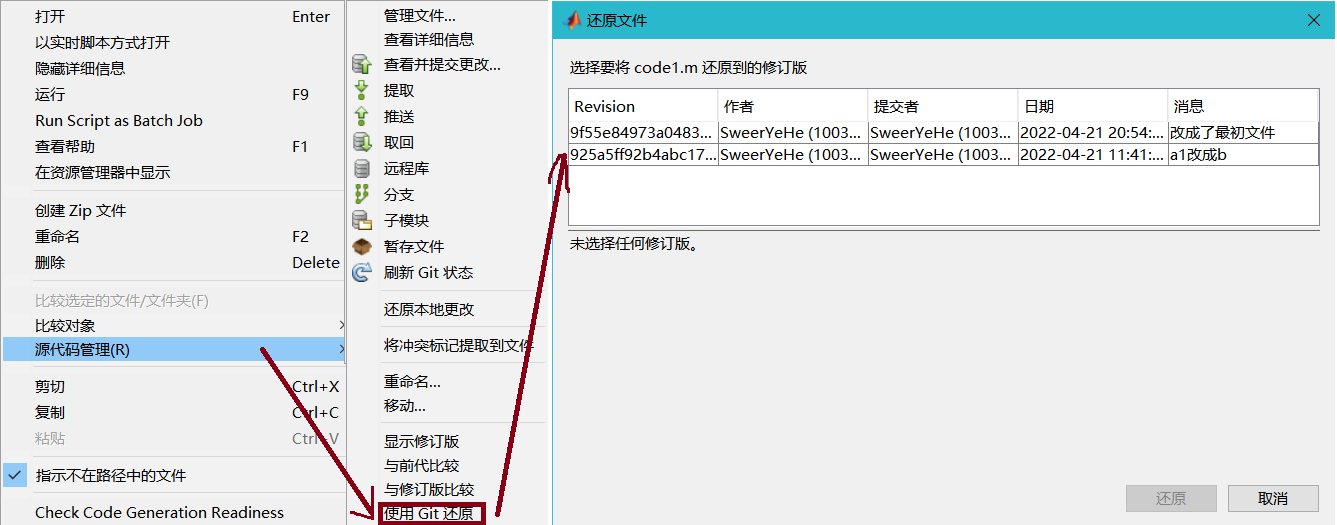 打开 Enter
以实时脚本方式打开
隐藏详细信息
运行 F9
Run Script as Batch Job
查看帮助 F1
在资源管理器中显示
创建 Zip 文件
重命名 F2
删除 Delete
比较选定的文件/文件夹(F)
比较对象
源代码管理(R)
剪切 Ctrl+X
复制 Ctrl+C
粘贴 Ctrl+V
指示不在路径中的文件
Check Code Generation Readiness
管理文件...
查看详细信息
查看并提交更改...
提取
推送
取回
远程库
分支
子模块
暂存文件
刷新 Git 状态
还原本地更改
将冲突标记提取到文件
重命名...
移动...
显示修订版
与前代比较
与修订版比较
使用 Git 还原
还原文件
选择要将 code1.m 还原到的修订版
Revision 作者 提交者 日期 消息
9f55e84973a0483... SweerYeHe (1003... SweerYeHe (1003... 2022-04-21 20:54:... 改成了最初文件
925a5ff92b4abc17... SweerYeHe (1003... SweerYeHe (1003... 2022-04-21 11:41:... a1改成b
未选择任何修订版。
还原 取消